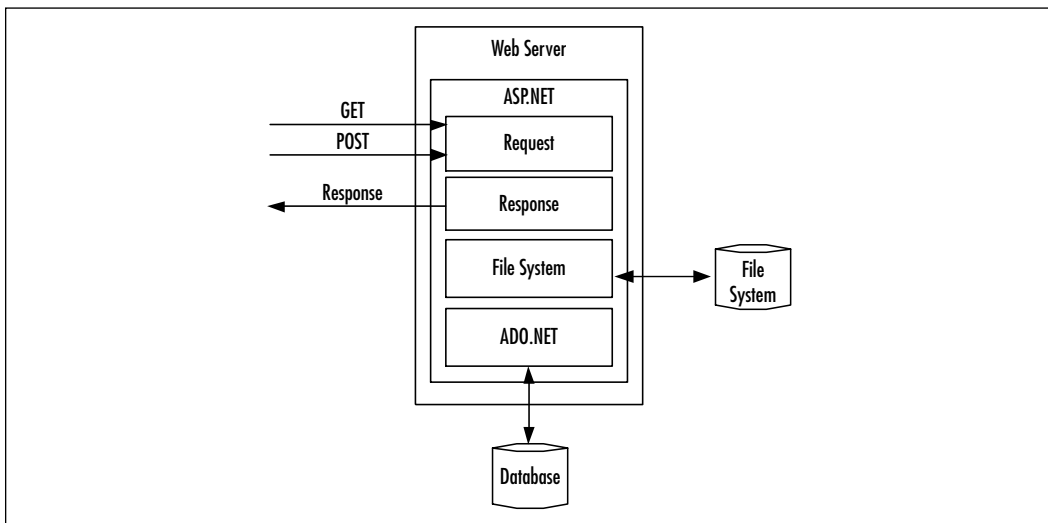 Web Server
ASP.NET
GET
Request
POST
Response
Response
File System
File
System
ADO.NET
Database